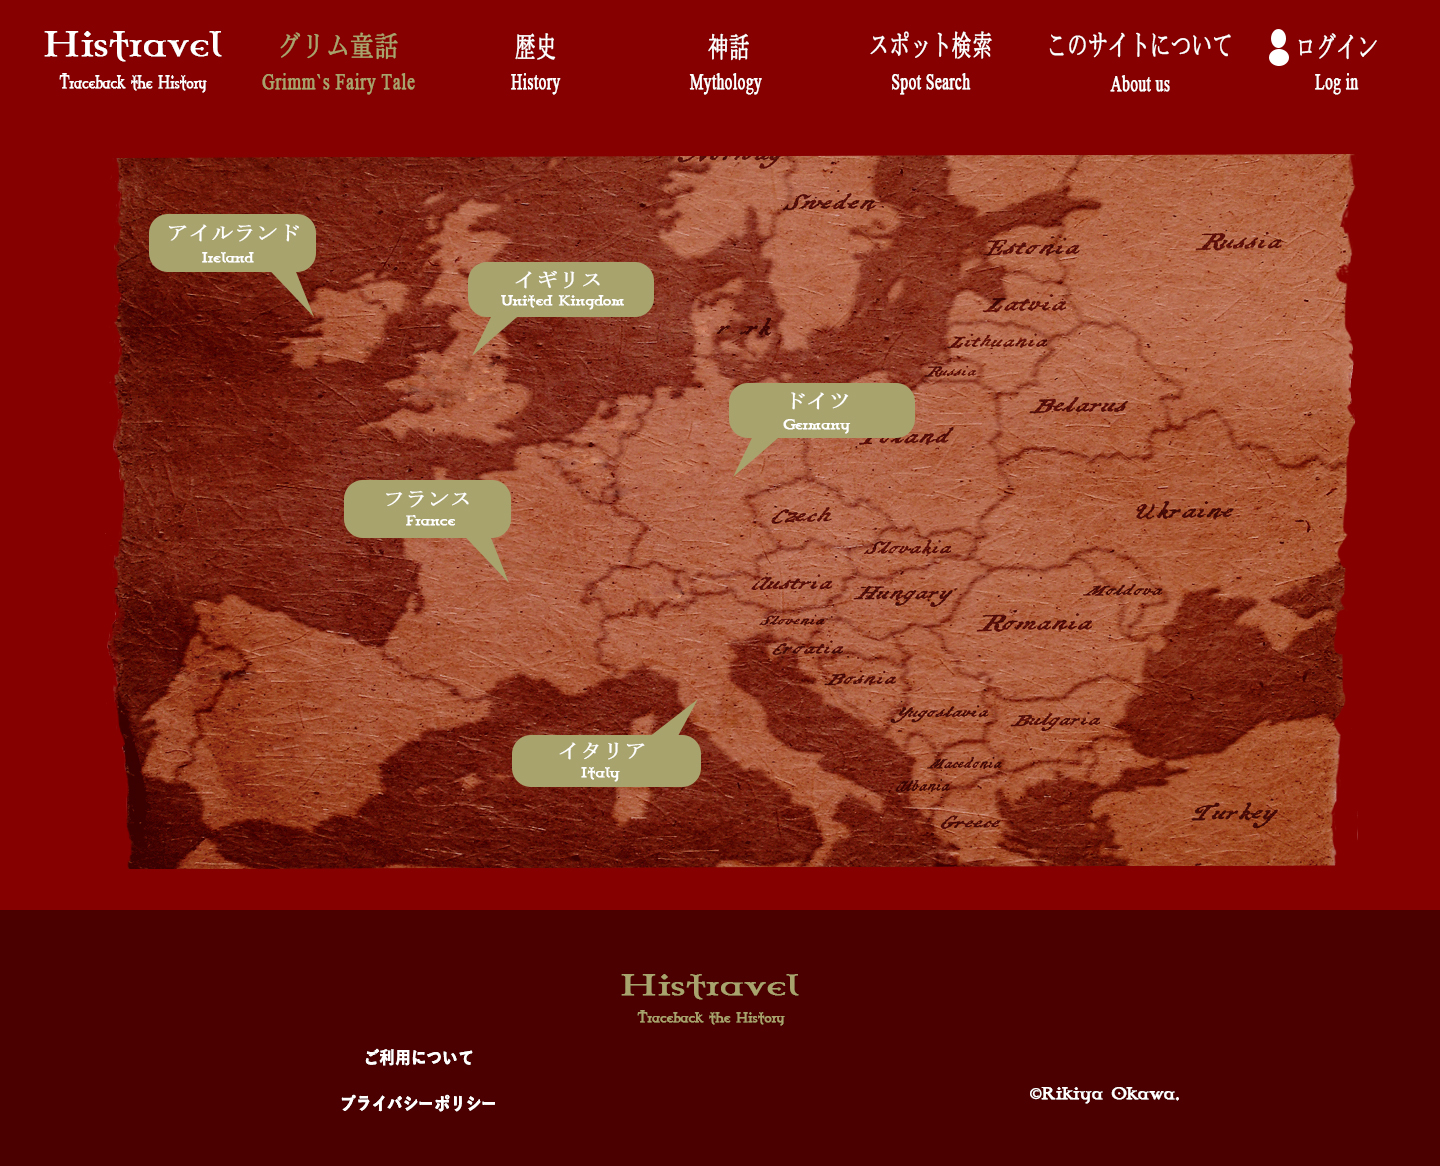 Histravel
Traceback the History
グリム童話
Grimm`s Fairy Tale
歴史
History
神話
Mythology
スポット検索
Spot Search
このサイトについて
About us
ログイン
Log in
Norway
Sweden
Estonia
Russia
アイルランド
Ireland
イギリス
United Kingdom
Latvia
r rk
Lithuania
Russia
ドイツ
Germany
Belarus
Poland
フランス
France
Czech
Ukraine
Slovakia
Austria
Hungary
Moldova
Slovenia
Romania
Croatia
Bosnia
Yugoslavia
Bulgaria
イタリア
Italy
Macedonia
Albania
Greece
Turkey
Histravel
Traceback the History
ご利用について
プライバシーポリシー
©Rikiya Okawa.